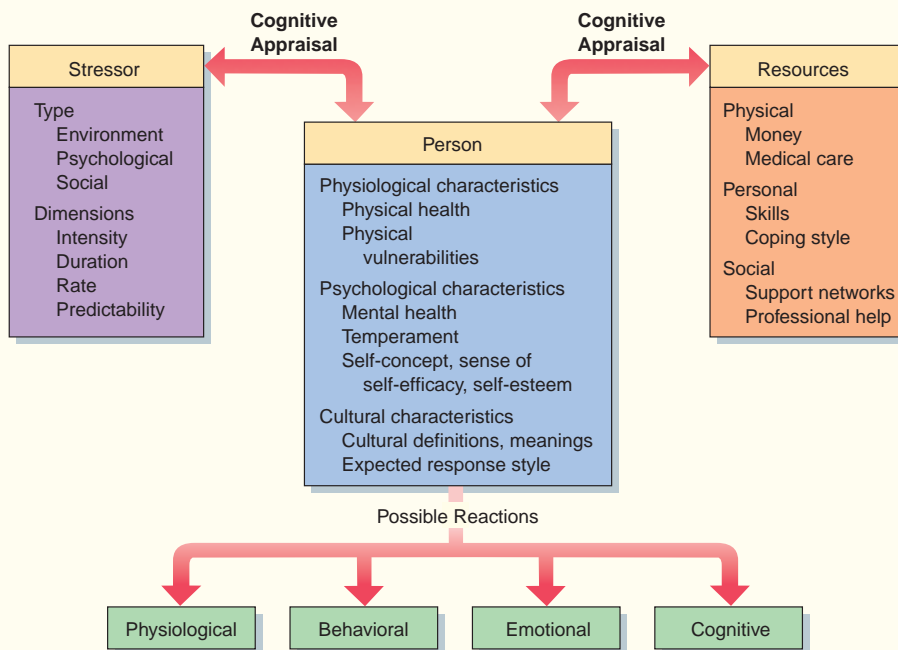 Cognitive
Appraisal
Cognitive
Appraisal
Stressor
Type
Environment
Psychological
Social
Dimensions
Intensity
Duration
Rate
Predictability
Person
Physiological characteristics
Physical health
Physical
vulnerabilities
Psychological characteristics
Mental health
Temperament
Self-concept, sense of
self-efficacy, self-esteem
Cultural characteristics
Cultural definitions, meanings
Expected response style
Resources
Physical
Money
Medical care
Personal
Skills
Coping style
Social
Support networks
Professional help
Possible Reactions
Physiological
Behavioral
Emotional
Cognitive